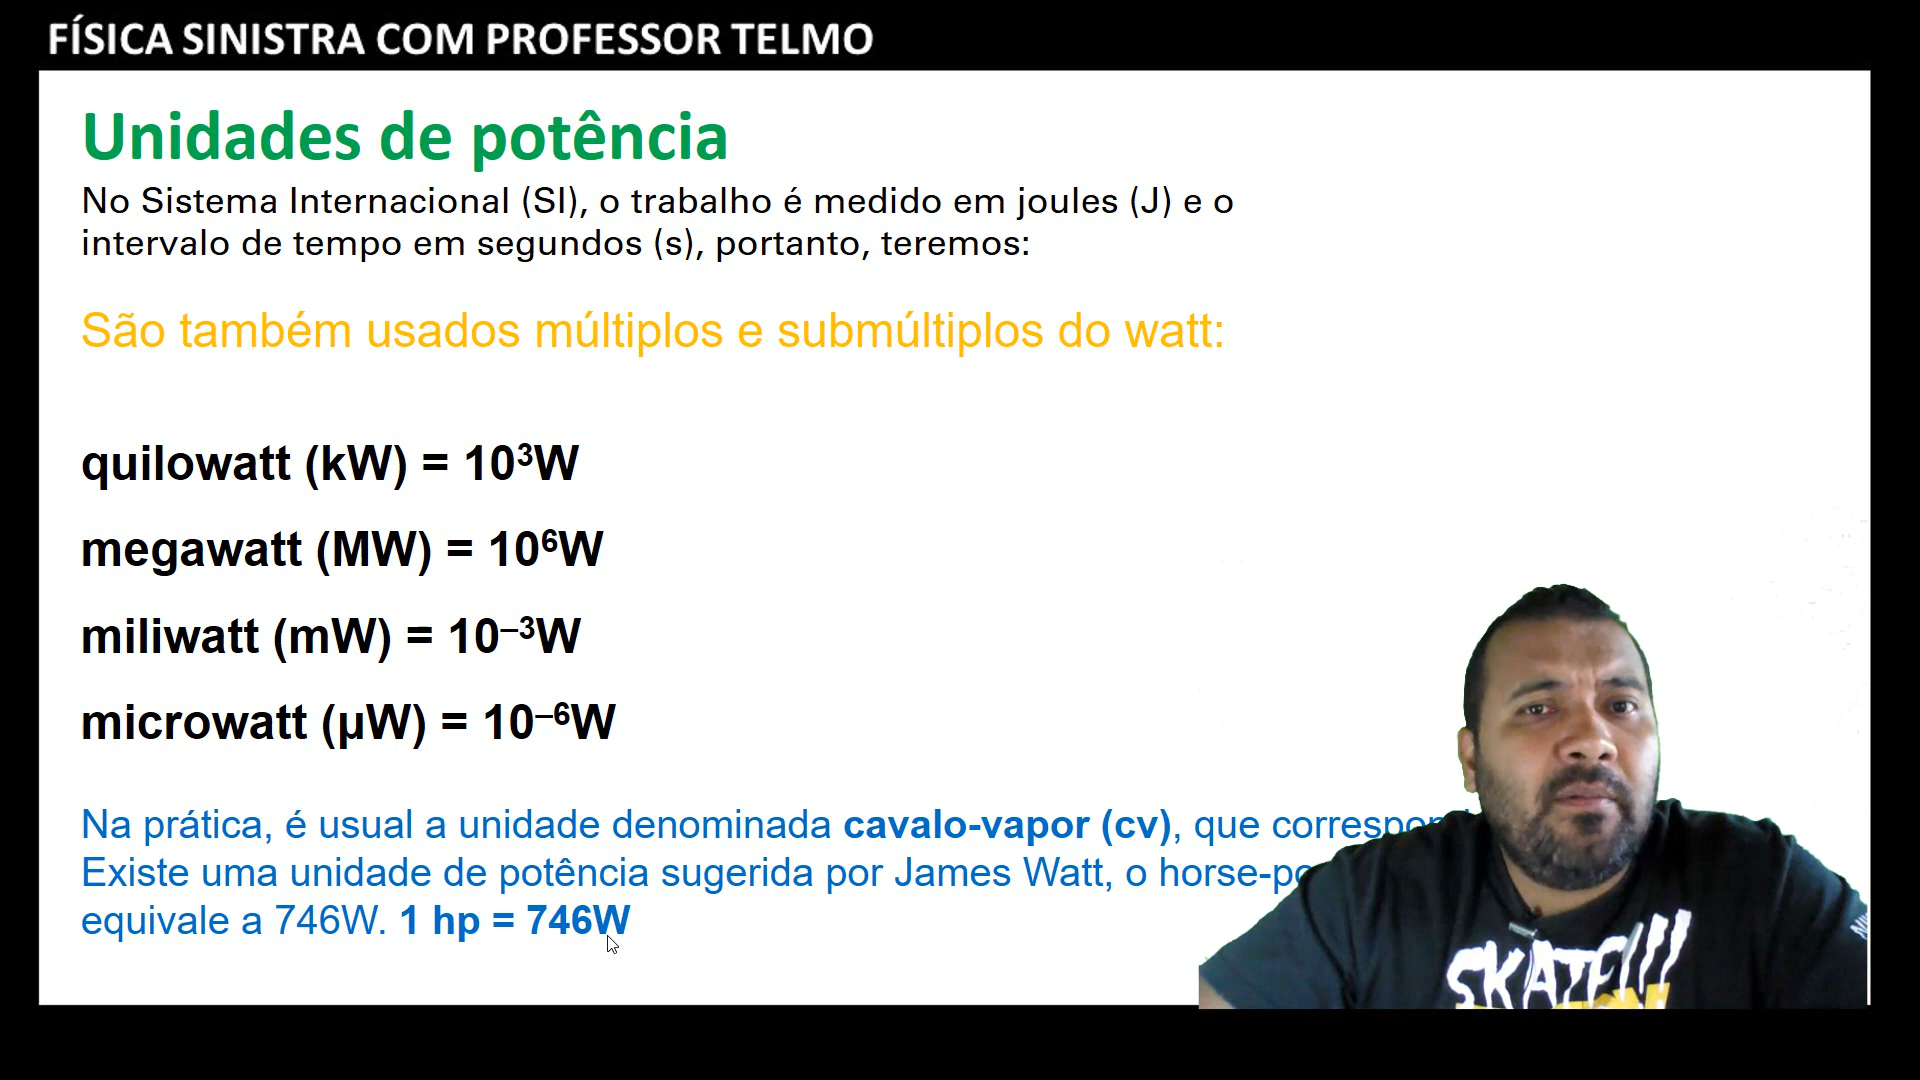 FÍSICA SINISTRA COM PROFESSOR TELMO
Unidades de potência
No Sistema Internacional (SI), o trabalho é medido em joules (J) e o
intervalo de tempo em segundos (s), portanto, teremos:
São também usados múltiplos e submúltiplos do watt:
quilowatt (kW) = 10³W
megawatt (MW) = 10⁶W
miliwatt (mW) = 10⁻³W
microwatt (µW) = 10⁻⁶W
Na prática, é usual a unidade denominada cavalo-vapor (cv), que
Existe uma unidade de potência sugerida por James Watt, o
equivale a 746W. 1 hp = 746W
SKATE!!!